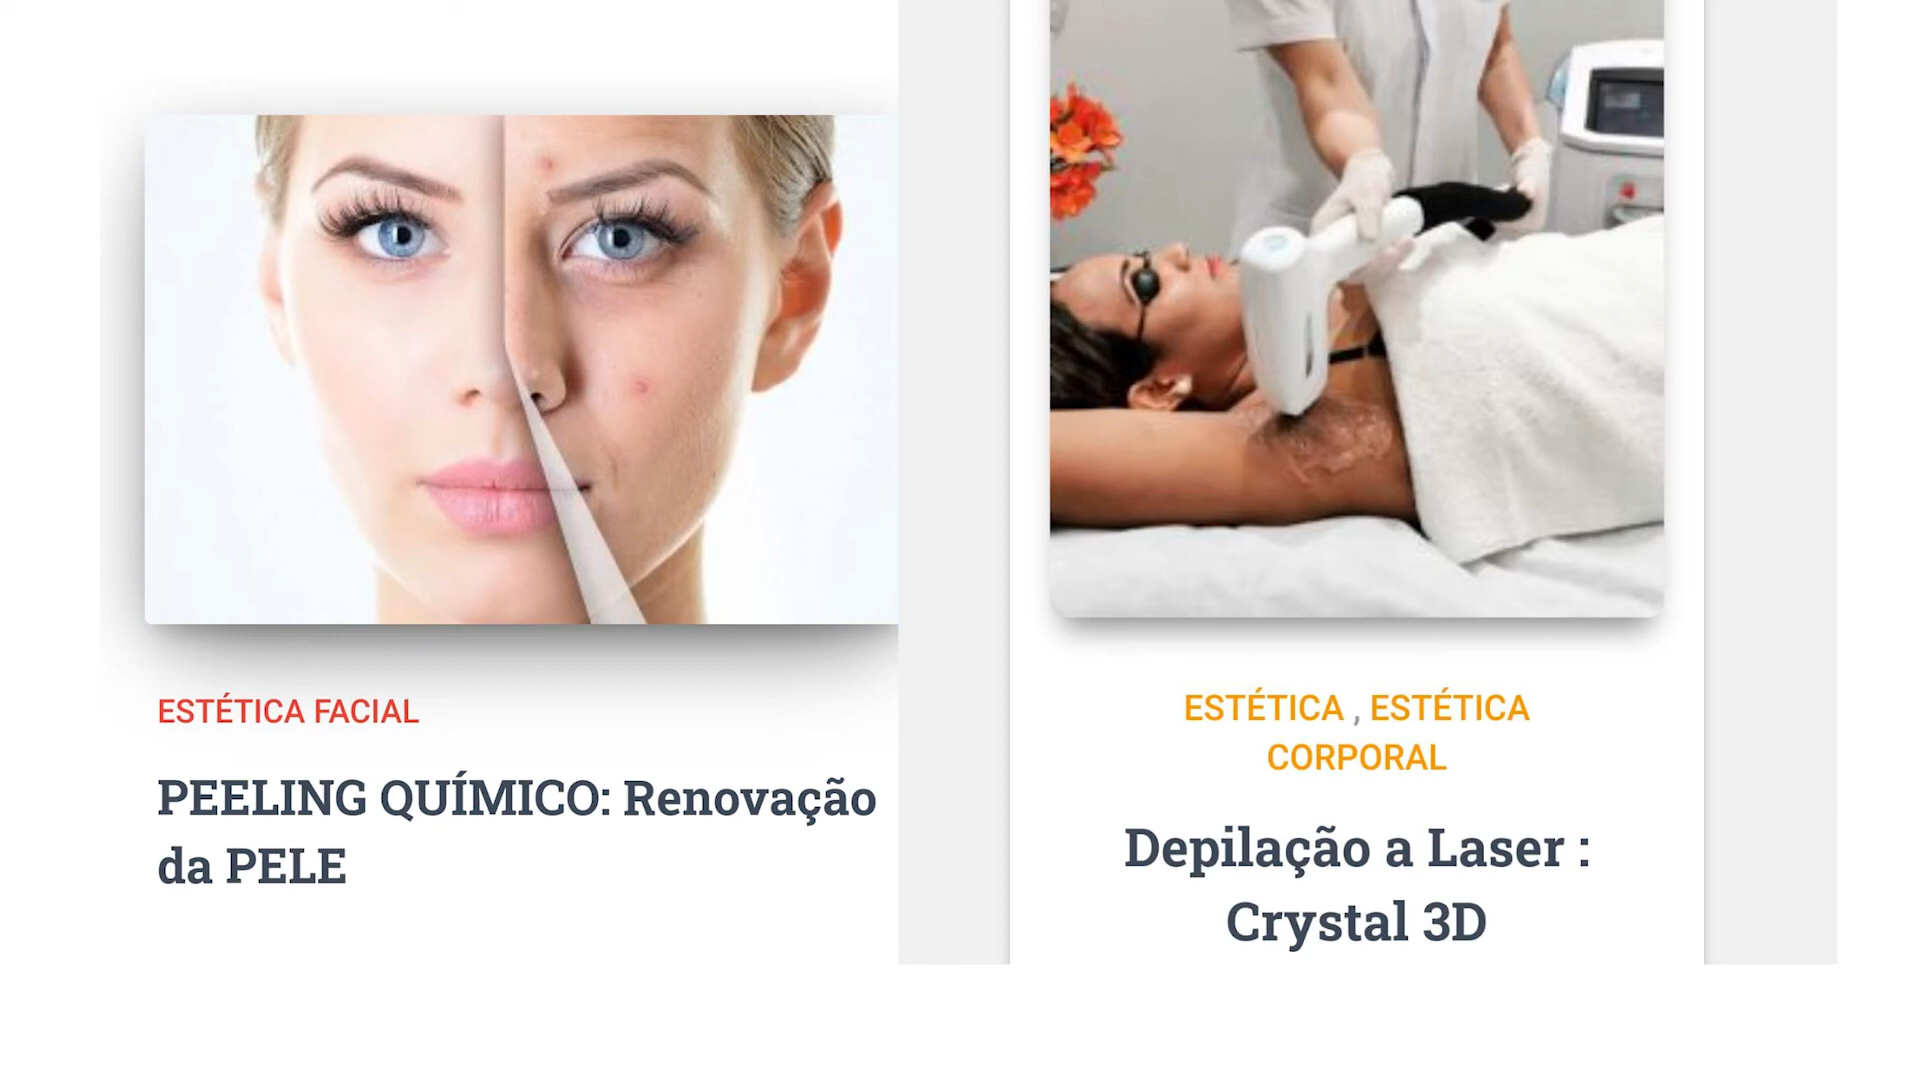 ESTÉTICA FACIAL
PEELING QUÍMICO: Renovação
da PELE
ESTÉTICA , ESTÉTICA
CORPORAL
Depilação a Laser :
Crystal 3D